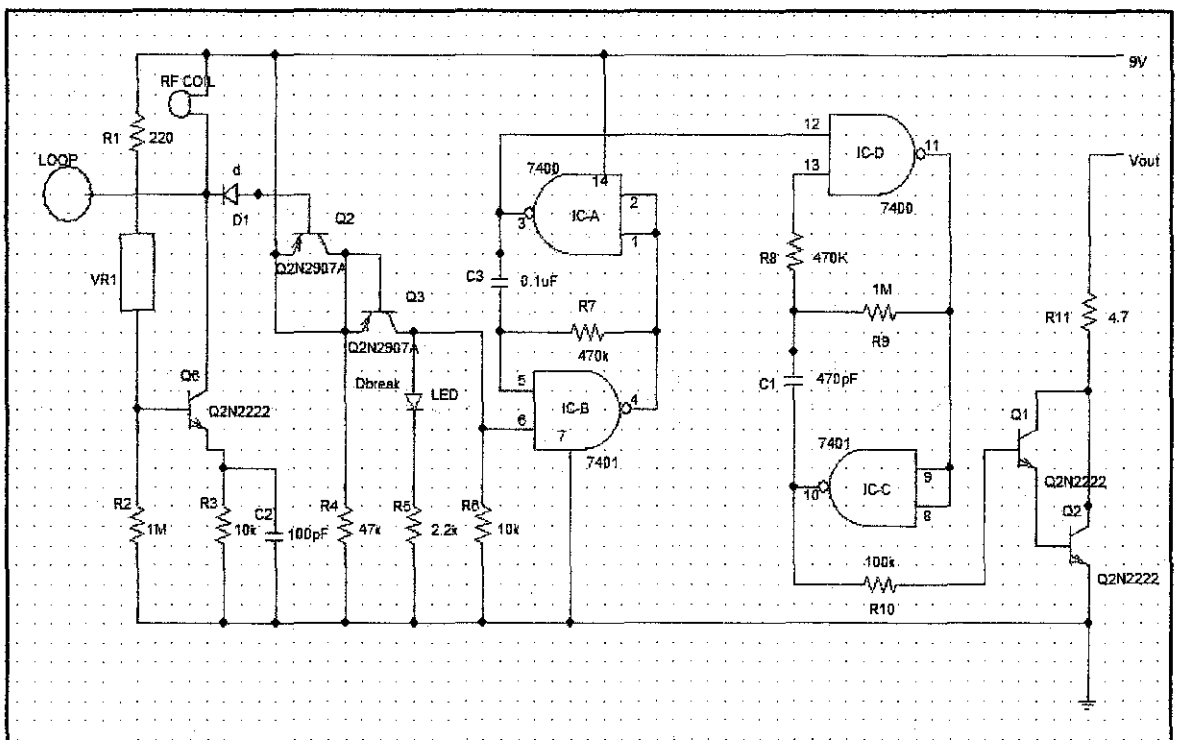 9V
RF COIL
R1
220
LOOP
d
D1
VR1
Q2
Q2N2907A
Q3
Q2N2907A
Q6
Q2N2222
Dbreak
LED
R2
1M
R3
10k
C2
100pF
R4
47k
R5
2.2k
R6
10k
7400
14
IC-A
3
2
1
C3
0.1uF
R7
470k
5
6
IC-B
7
4
7401
12
13
IC-D
11
7400
R8
470K
1M
R9
C1
470pF
7401
IC-C
10
9
8
100k
R10
Vout
R11
4.7
Q1
Q2N2222
Q2
Q2N2222